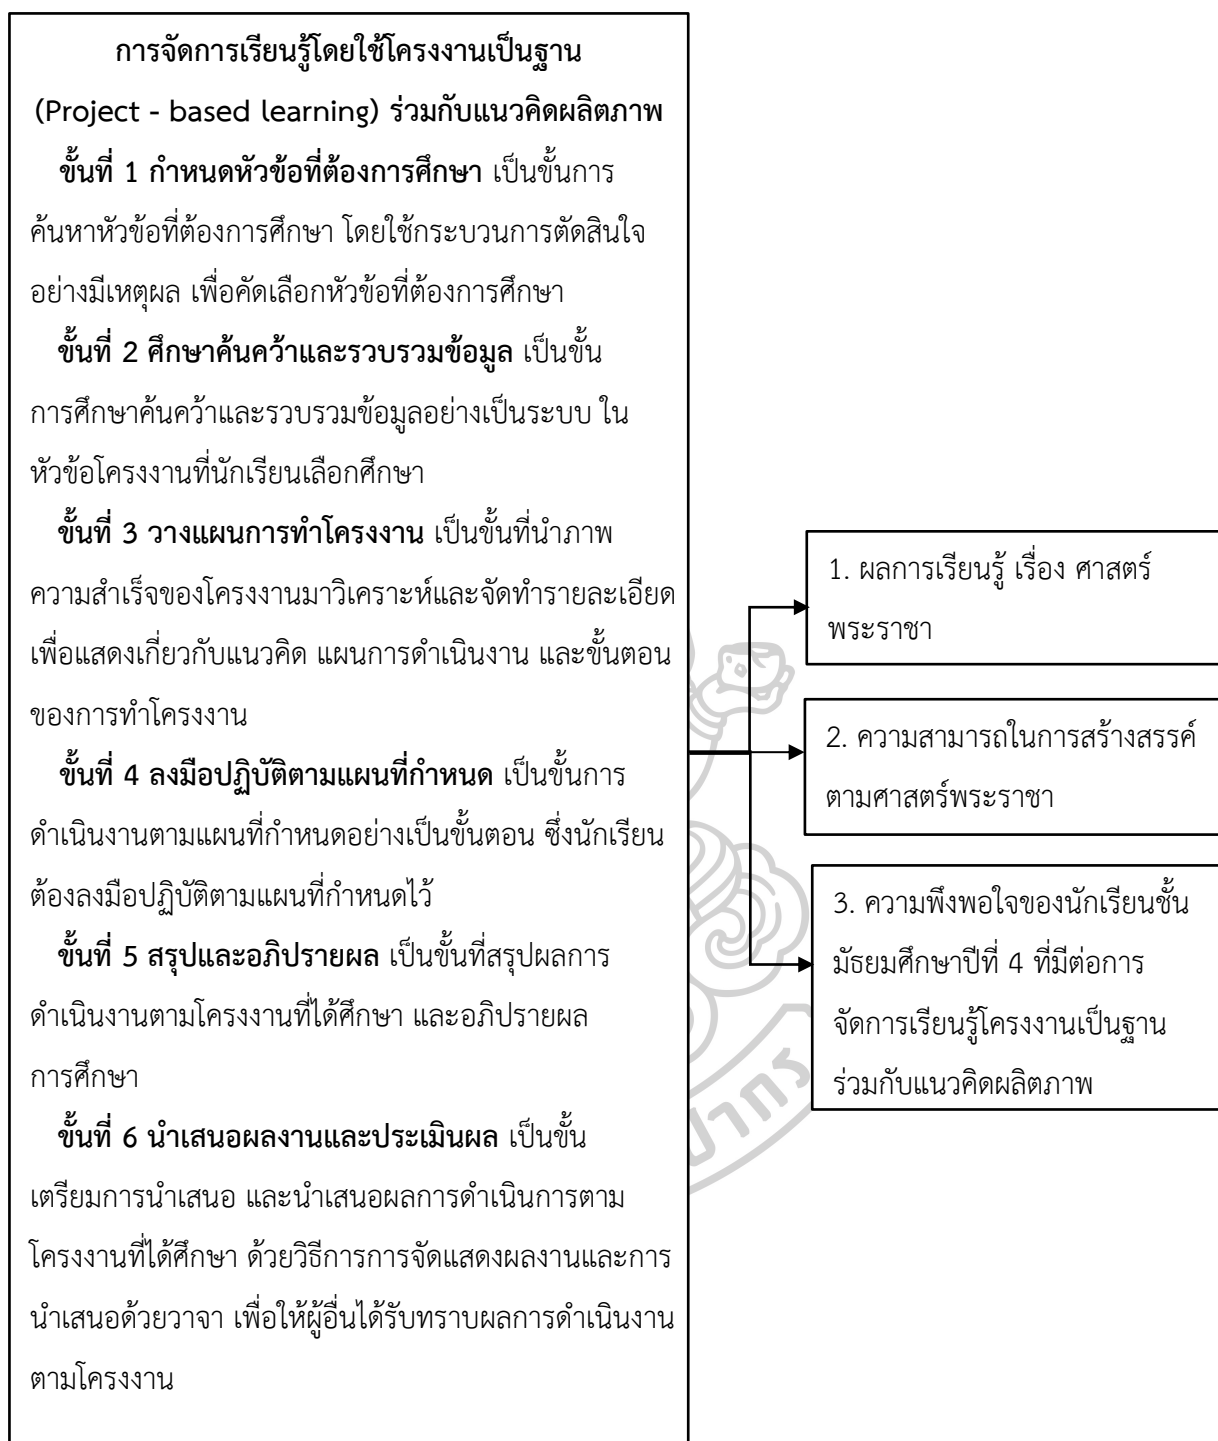 การจัดการเรียนรู้โดยใช้โครงงานเป็นฐาน
(Project - based learning) ร่วมกับแนวคิดผลิตภาพ
ขั้นที่ 1 กำหนดหัวข้อที่ต้องการศึกษา เป็นขั้นการ
ค้นหาหัวข้อที่ต้องการศึกษา โดยใช้กระบวนการตัดสินใจ
อย่างมีเหตุผล เพื่อคัดเลือกหัวข้อที่ต้องการศึกษา
ขั้นที่ 2 ศึกษาค้นคว้าและรวบรวมข้อมูล เป็นขั้น
การศึกษาค้นคว้าและรวบรวมข้อมูลอย่างเป็นระบบ ใน
หัวข้อโครงงานที่นักเรียนเลือกศึกษา
ขั้นที่ 3 วางแผนการทำโครงงาน เป็นขั้นที่นำภาพ
ความสำเร็จของโครงงานมาวิเคราะห์และจัดทำรายละเอียด
เพื่อแสดงเกี่ยวกับแนวคิด แผนการดำเนินงาน และขั้นตอน
ของการทำโครงงาน
ขั้นที่ 4 ลงมือปฏิบัติตามแผนที่กำหนด เป็นขั้นการ
ดำเนินงานตามแผนที่กำหนดอย่างเป็นขั้นตอน ซึ่งนักเรียน
ต้องลงมือปฏิบัติตามแผนที่กำหนดไว้
ขั้นที่ 5 สรุปและอภิปรายผล เป็นขั้นที่สรุปผลการ
ดำเนินงานตามโครงงานที่ได้ศึกษา และอภิปรายผล
การศึกษา
ขั้นที่ 6 นำเสนอผลงานและประเมินผล เป็นขั้น
เตรียมการนำเสนอ และนำเสนอผลการดำเนินการตาม
โครงงานที่ได้ศึกษา ด้วยวิธีการการจัดแสดงผลงานและการ
นำเสนอด้วยวาจา เพื่อให้ผู้อื่นได้รับทราบผลการดำเนินงาน
ตามโครงงาน
1. ผลการเรียนรู้ เรื่อง ศาสตร์
พระราชา
2. ความสามารถในการสร้างสรรค์
ตามศาสตร์พระราชา
3. ความพึงพอใจของนักเรียนชั้น
มัธยมศึกษาปีที่ 4 ที่มีต่อการ
จัดการเรียนรู้โครงงานเป็นฐาน
ร่วมกับแนวคิดผลิตภาพ
ปากร